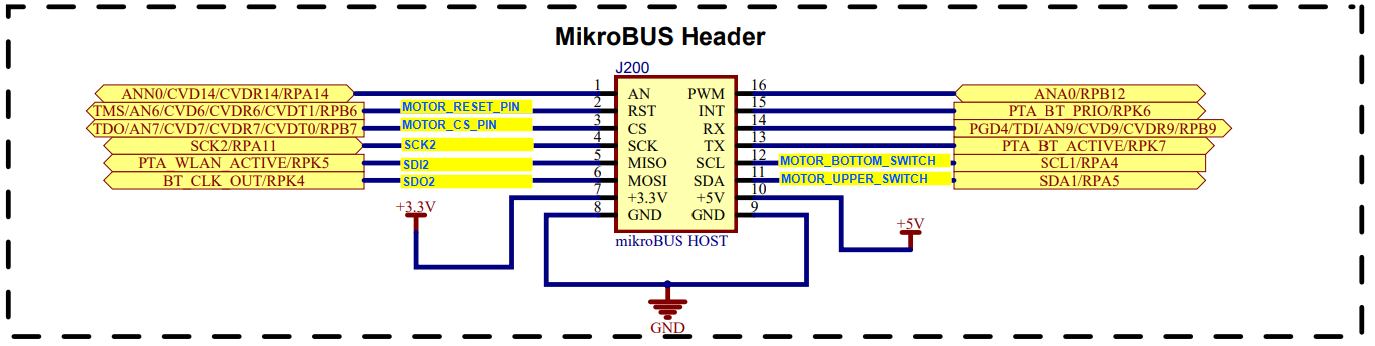 MikroBUS Header
J200
ANN0/CVD14/CVDR14/RPA14 1 AN PWM 16 ANA0/RPB12
TMS/AN6/CVD6/CVDR6/CVDT1/RPB6 MOTOR_RESET_PIN 2 RST INT 15 PTA_BT_PRIO/RPK6
TDO/AN7/CVD7/CVDR7/CVDT0/RPB7 MOTOR_CS_PIN 3 CS RX 14 PGD4/TDI/AN9/CVD9/CVDR9/RPB9
SCK2/RPA11 SCK2 4 SCK TX 13 PTA_BT_ACTIVE/RPK7
PTA_WLAN_ACTIVE/RPK5 SDI2 5 MISO SCL 12 MOTOR_BOTTOM_SWITCH SCL1/RPA4
BT_CLK_OUT/RPK4 SDO2 6 MOSI SDA 11 MOTOR_UPPER_SWITCH SDA1/RPA5
7 +3.3V +5V 10
+3.3V 8 GND GND 9
+5V
mikroBUS HOST
GND